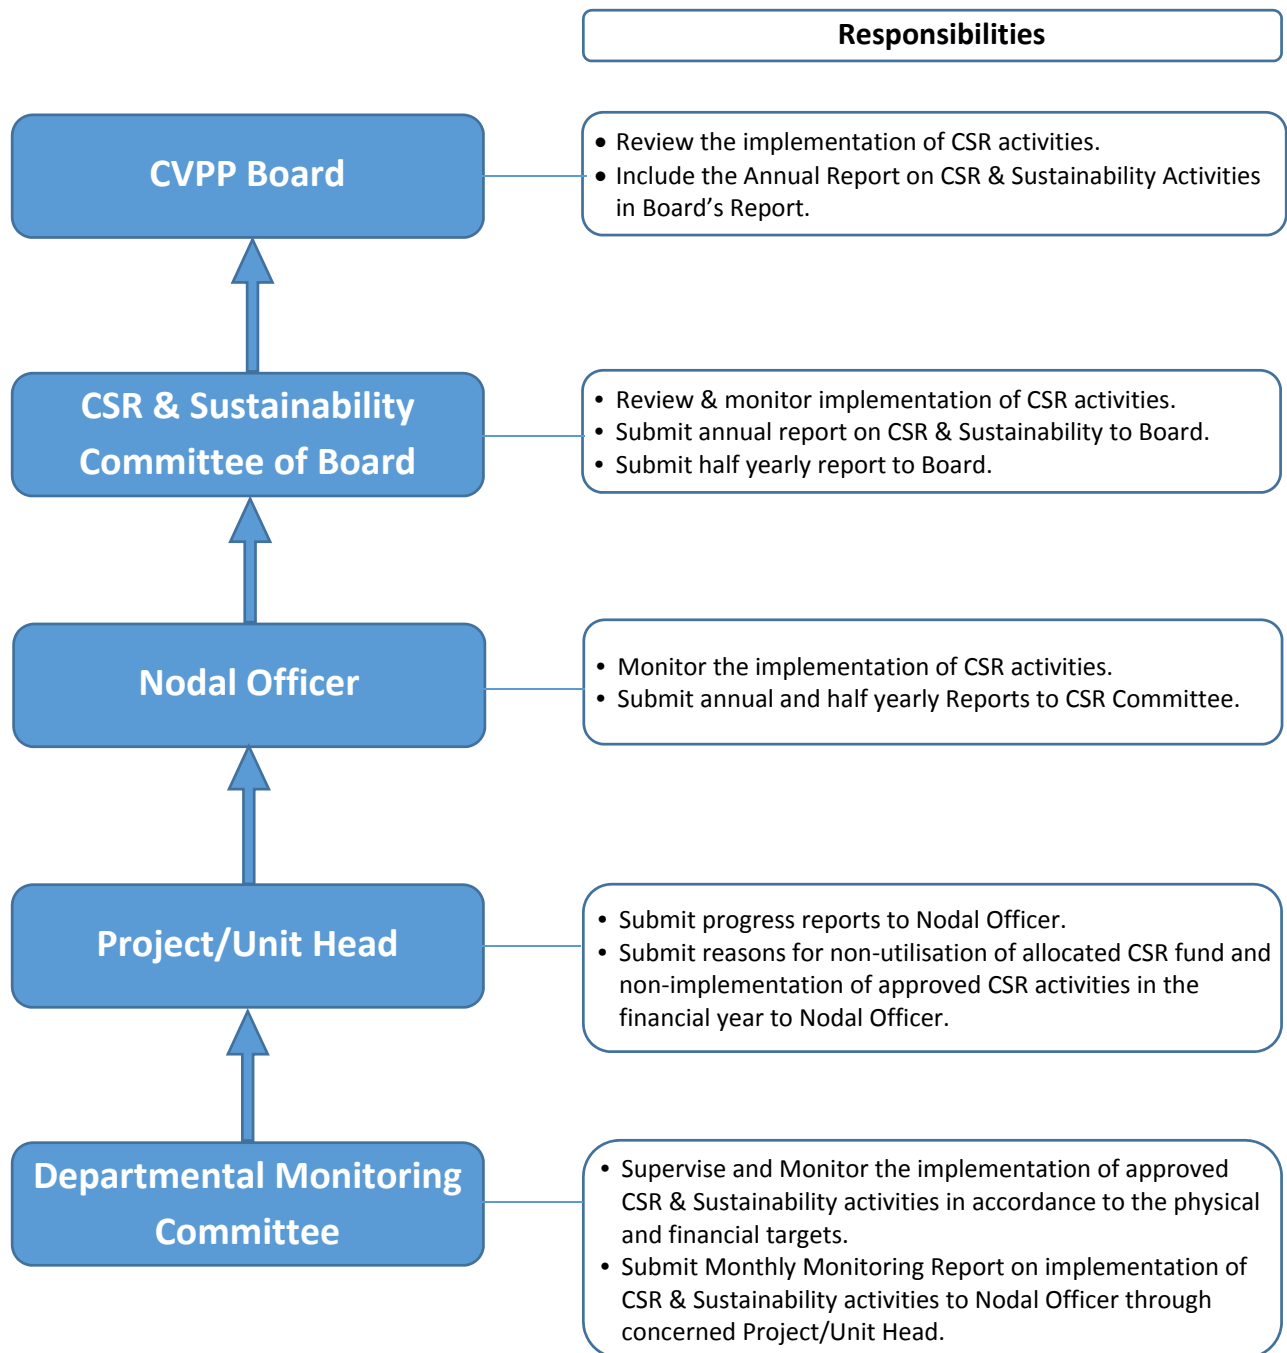 Responsibilities
CVPP Board
• Review the implementation of CSR activities.
• Include the Annual Report on CSR & Sustainability Activities
in Board’s Report.
CSR & Sustainability
Committee of Board
• Review & monitor implementation of CSR activities.
• Submit annual report on CSR & Sustainability to Board.
• Submit half yearly report to Board.
Nodal Officer
• Monitor the implementation of CSR activities.
• Submit annual and half yearly Reports to CSR Committee.
Project/Unit Head
• Submit progress reports to Nodal Officer.
• Submit reasons for non-utilisation of allocated CSR fund and
non-implementation of approved CSR activities in the
financial year to Nodal Officer.
Departmental Monitoring
Committee
• Supervise and Monitor the implementation of approved
CSR & Sustainability activities in accordance to the physical
and financial targets.
• Submit Monthly Monitoring Report on implementation of
CSR & Sustainability activities to Nodal Officer through
concerned Project/Unit Head.